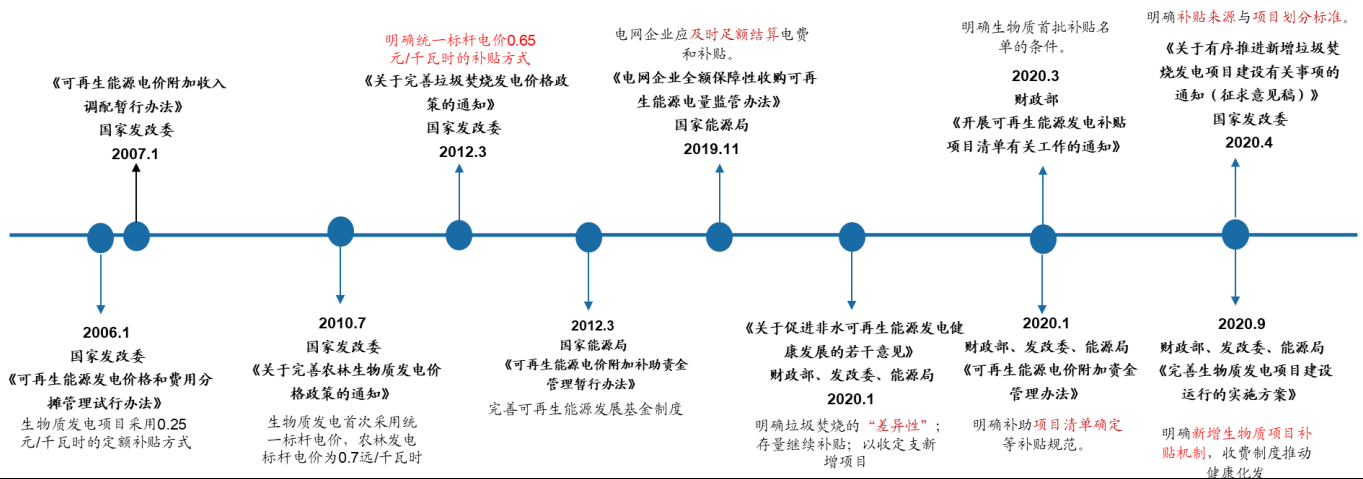 《可再生能源电价附加收入
调配暂行办法》
国家发改委
2007.1
明确统一标杆电价0.65
元/千瓦时的补贴方式
《关于完善垃圾焚烧发电价格政
策的通知》
国家发改委
2012.3
电网企业应及时足额结算电费
和补贴。
《电网企业全额保障性收购可再
生能源电量监管办法》
国家能源局
2019.11
明确生物质首批补贴名
单的条件。
2020.3
财政部
《开展可再生能源发电补贴
项目清单有关工作的通知》
明确补贴来源与项目划分标准。
《关于有序推进新增垃圾焚
烧发电项目建设有关事项的
通知（征求意见稿）》
国家发改委
2020.4
2006.1
国家发改委
《可再生能源发电价格和费用分
摊管理试行办法》
生物质发电项目采用0.25
元/千瓦时的定额补贴方式
2010.7
国家发改委
《关于完善农林生物质发电价
格政策的通知》
生物质发电首次采用统
一标杆电价，农林发电
标杆电价为0.7远/千瓦时
2012.3
国家能源局
《可再生能源电价附加补助资金
管理暂行办法》
完善可再生能源发展基金制度
《关于促进非水可再生能源发电健
康发展的若干意见》
财政部、发改委、能源局
2020.1
明确垃圾焚烧的“差异性”；
存量继续补贴；以收定支新
增项目
2020.1
财政部、发改委、能源局
《可再生能源电价附加资金
管理办法》
明确补助项目清单确定
等补贴规范。
2020.9
财政部、发改委、能源局
《完善生物质发电项目建设
运行的实施方案》
明确新增生物质项目补
贴机制，收费制度推动
健康化发